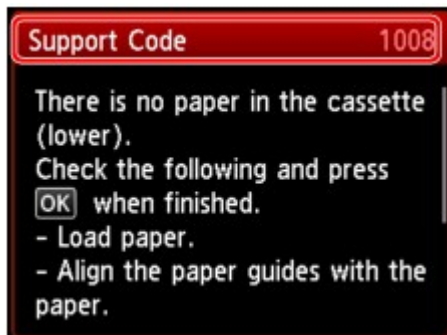 Support Code 1008
There is no paper in the cassette
(lower).
Check the following and press
OK when finished.
- Load paper.
- Align the paper guides with the
paper.